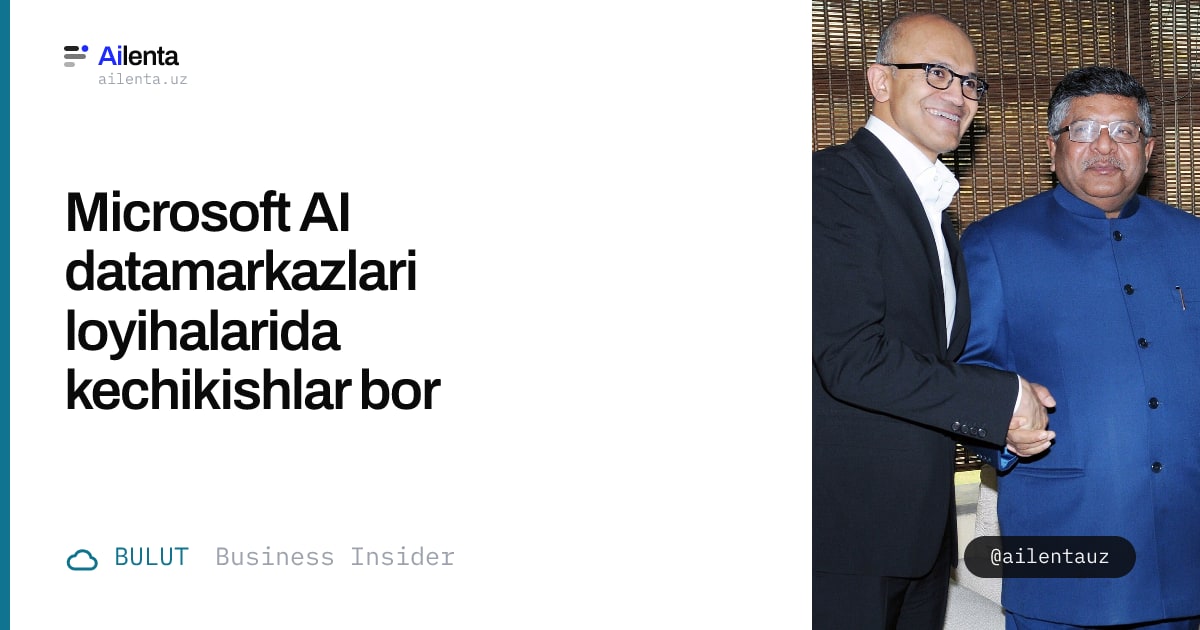 Ailenta
ailenta.uz
Microsoft AI
datamarkazlari
loyihalarida
kechikishlar bor
BULUT Business Insider
@ailentauz